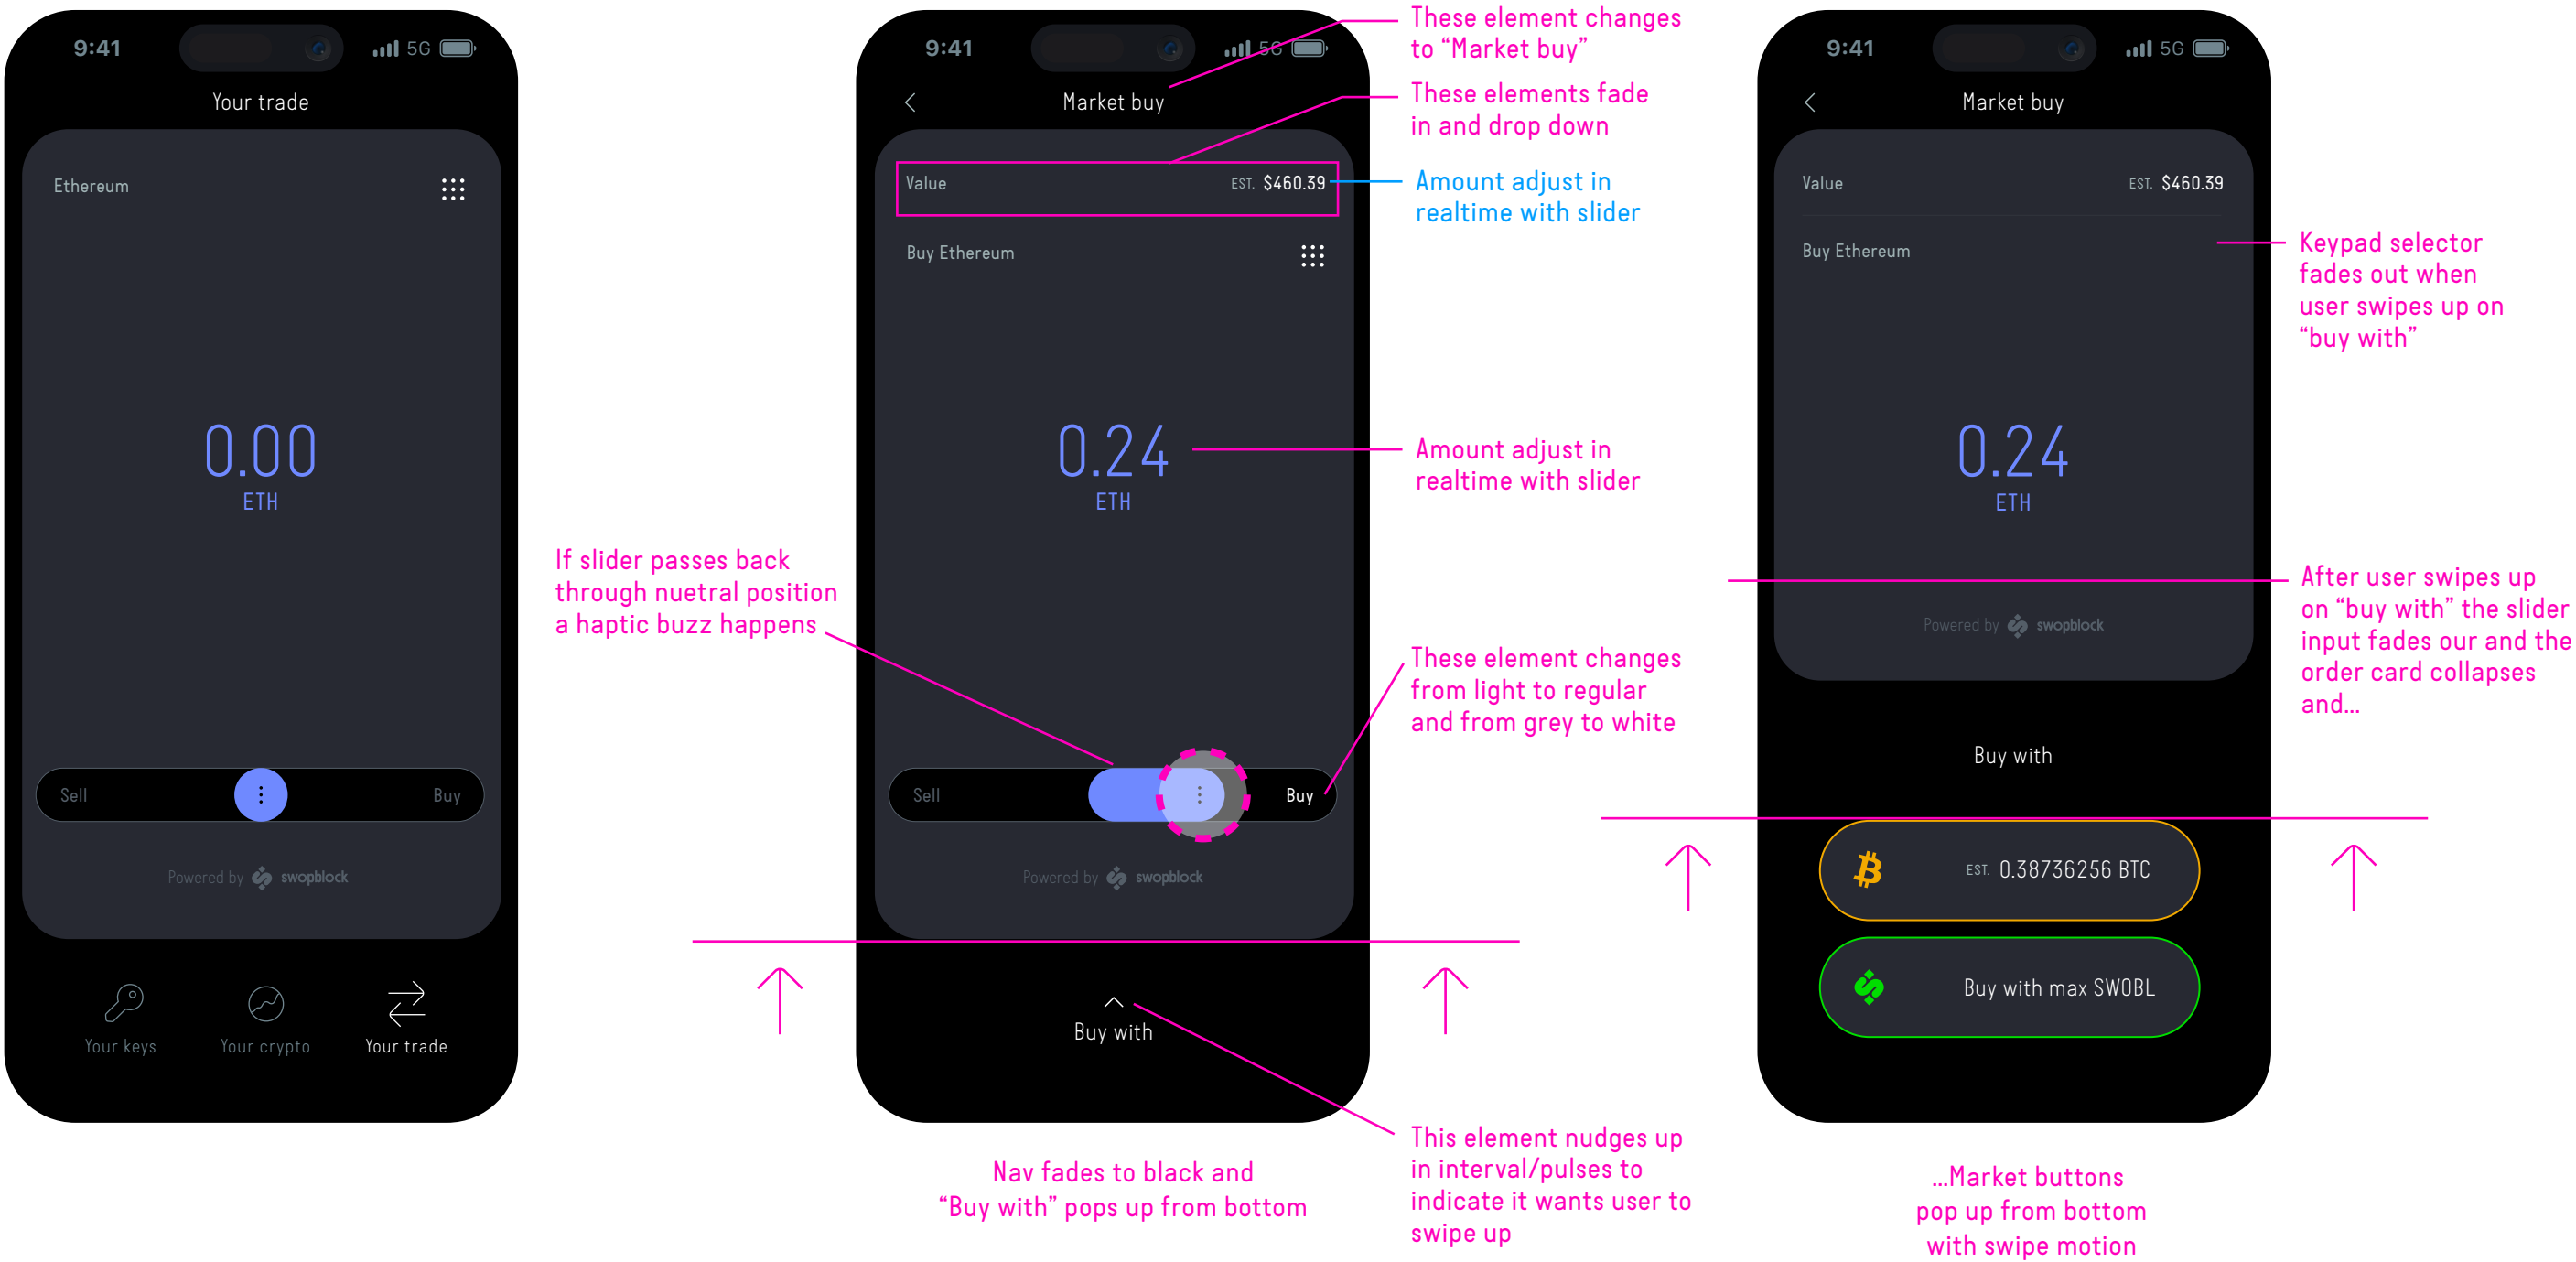 9:41
5G
Your trade
Ethereum
0.00
ETH
Sell
Buy
Powered by swopblock
Your keys
Your crypto
Your trade
If slider passes back
through nuetral position
a haptic buzz happens
9:41
5G
Market buy
Value
EST. $460.39
Buy Ethereum
0.24
ETH
Sell
Buy
Powered by swopblock
Buy with
Nav fades to black and
“Buy with” pops up from bottom
These element changes
to “Market buy”
These elements fade
in and drop down
Amount adjust in
realtime with slider
Amount adjust in
realtime with slider
These element changes
from light to regular
and from grey to white
This element nudges up
in interval/pulses to
indicate it wants user to
swipe up
9:41
5G
Market buy
Value
EST. $460.39
Buy Ethereum
0.24
ETH
Powered by swopblock
Buy with
EST. 0.38736256 BTC
Buy with max SWOBL
...Market buttons
pop up from bottom
with swipe motion
Keypad selector
fades out when
user swipes up on
“buy with”
After user swipes up
on “buy with” the slider
input fades our and the
order card collapses
and...